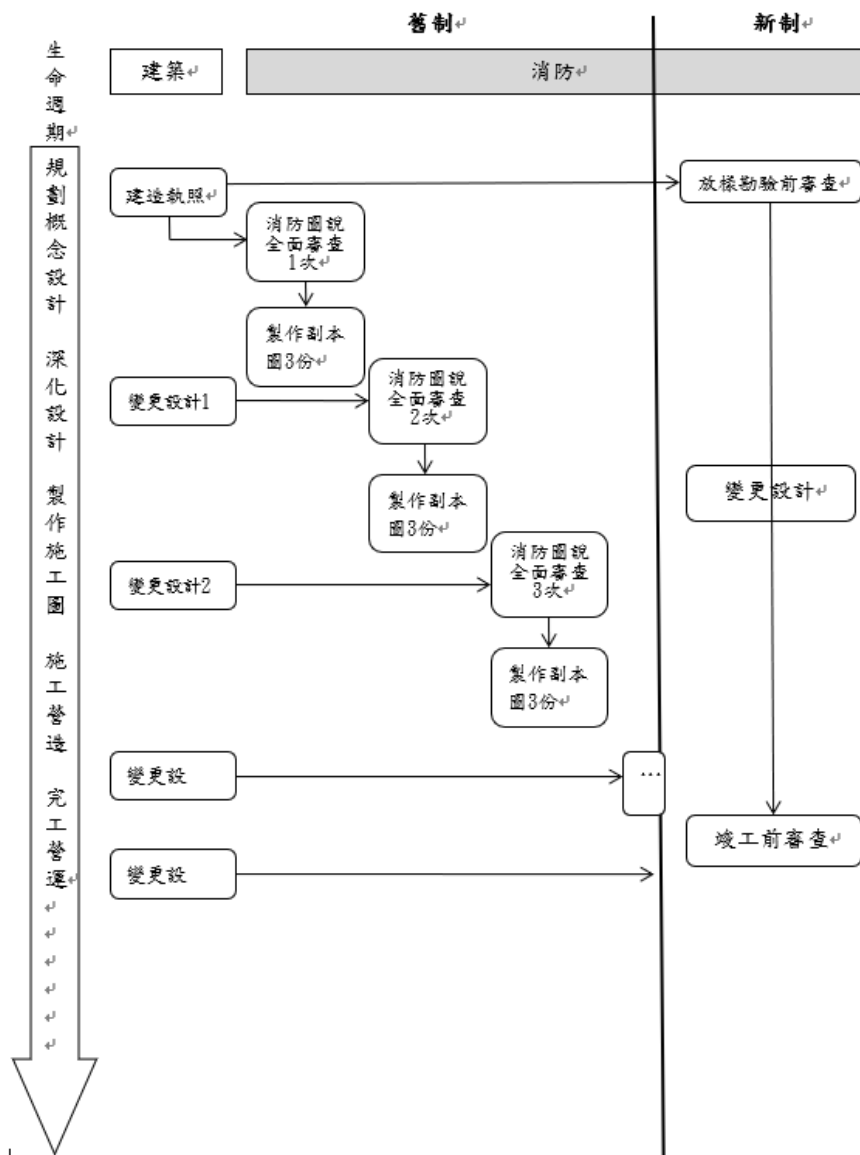 舊制
新制
生命週期
建築
消防
規劃概念設計 深化設計 製作施工圖 施工營造 完工營運
建造執照
放樣勘驗前審查
消防圖說
全面審查
1次
製作副本
圖3份
變更設計1
消防圖說
全面審查
2次
製作副本
圖3份
變更設計
變更設計2
消防圖說
全面審查
3次
製作副本
圖3份
變更設
…
竣工前審查
變更設